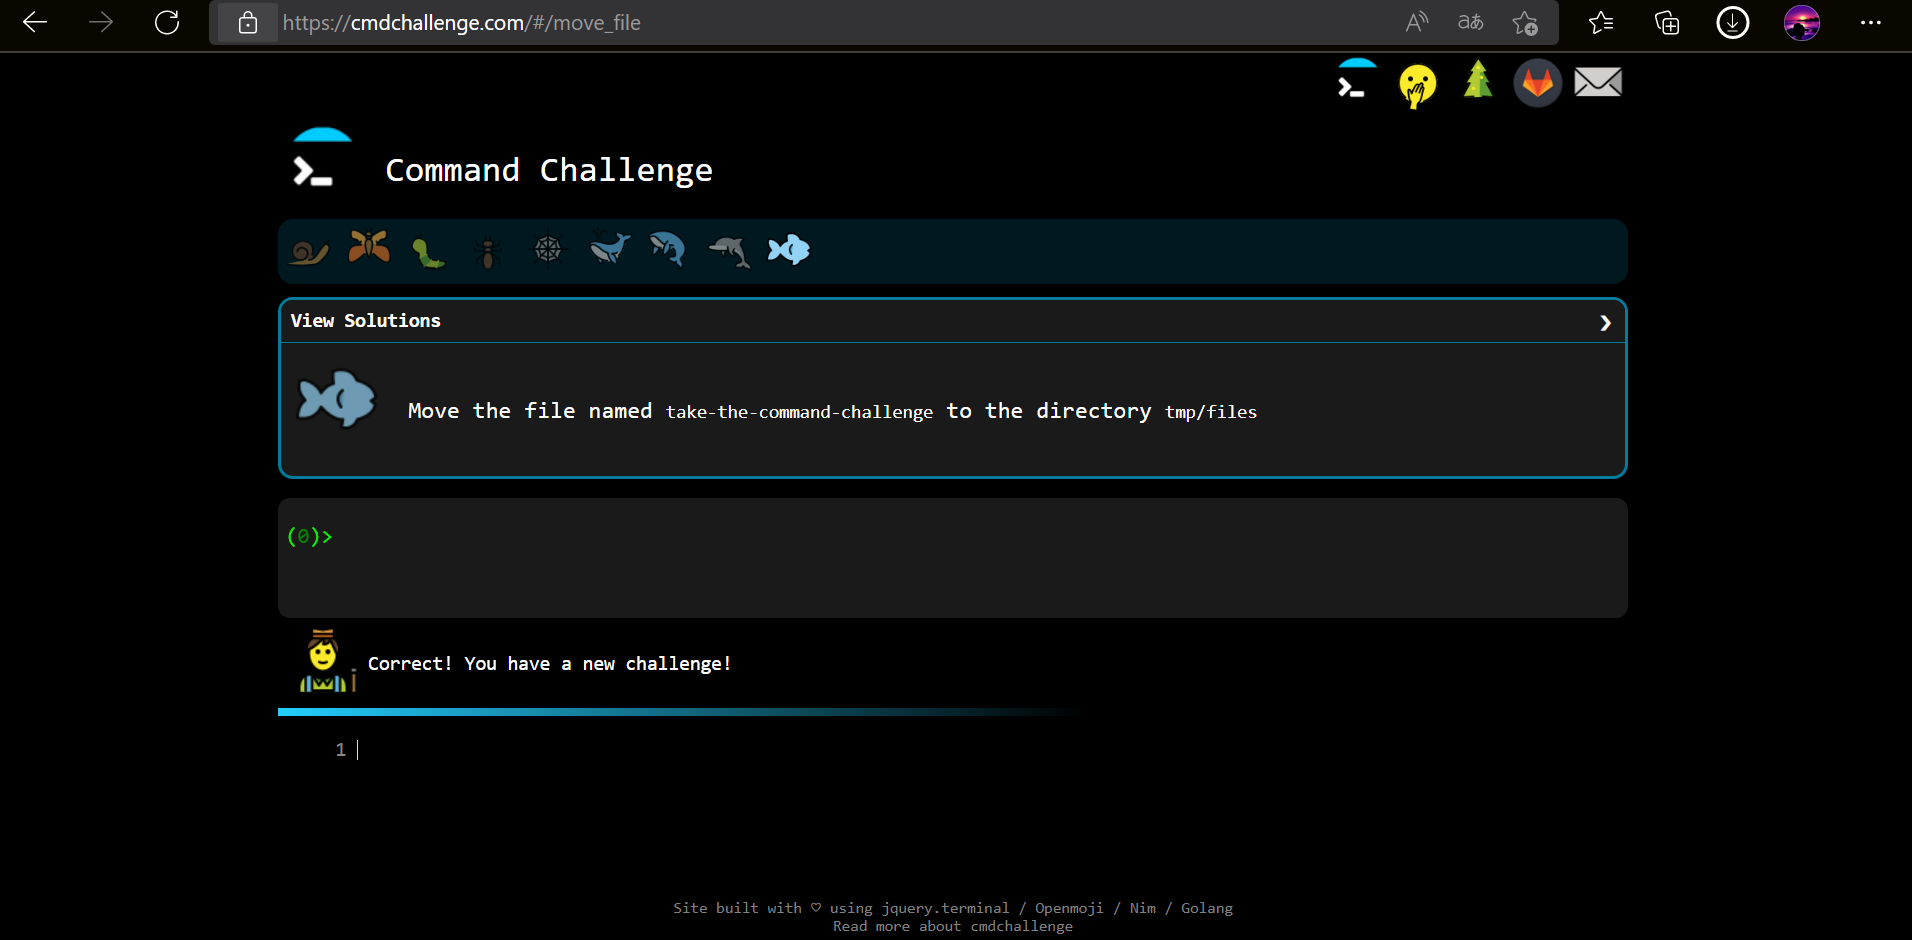 https://cmdchallenge.com/#/move_file
Command Challenge
View Solutions
Move the file named take-the-command-challenge to the directory tmp/files
(0)>
Correct! You have a new challenge!
1
Site built with ♡ using jquery.terminal / Openmoji / Nim / Golang
Read more about cmdchallenge